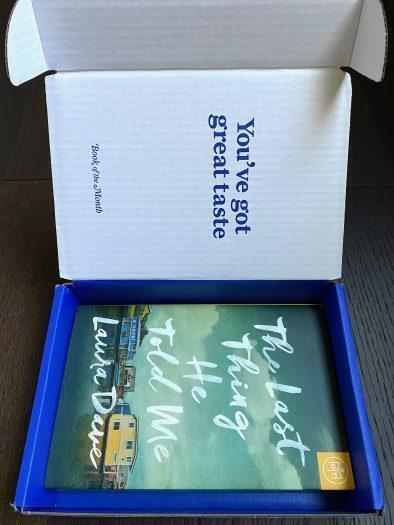 You've got
great taste
Book of the Month
The Last
Thing
He
Told Me
Laura Dave